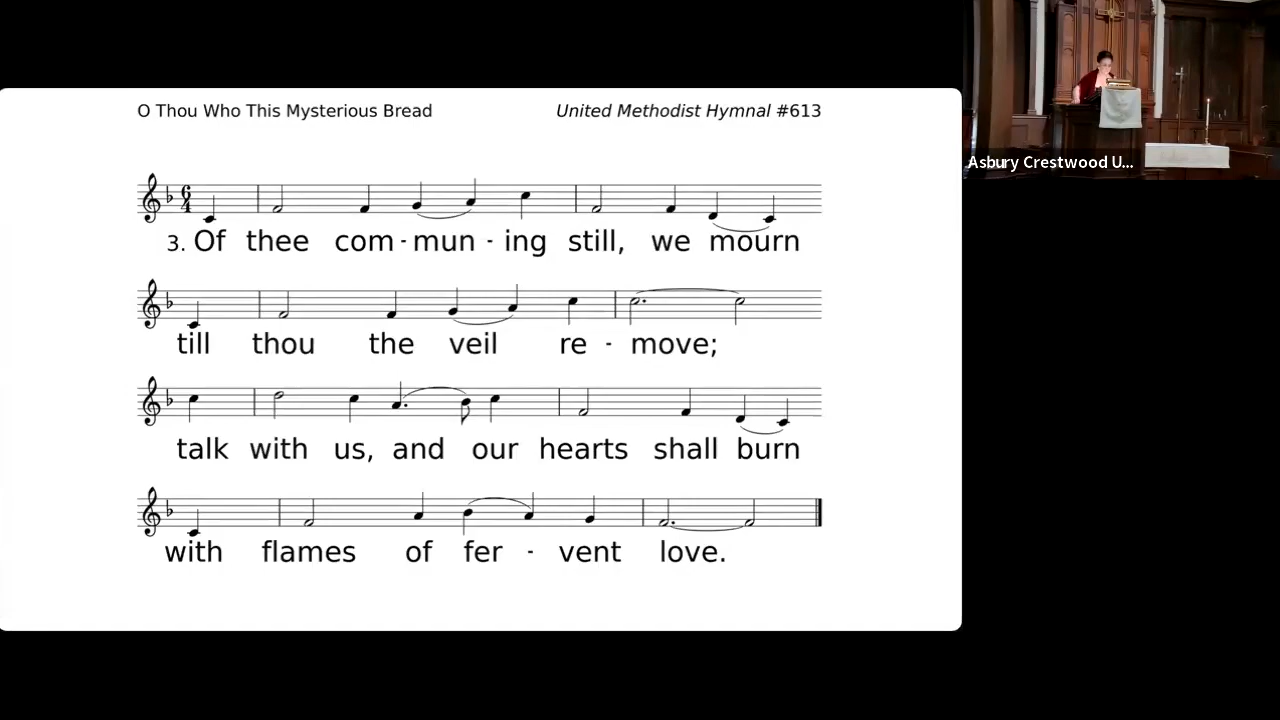 O Thou Who This Mysterious Bread
United Methodist Hymnal #613
6
4
3. Of thee com - mun - ing still, we mourn
till thou the veil re - move;
talk with us, and our hearts shall burn
with flames of fer - vent love.
Asbury Crestwood U...